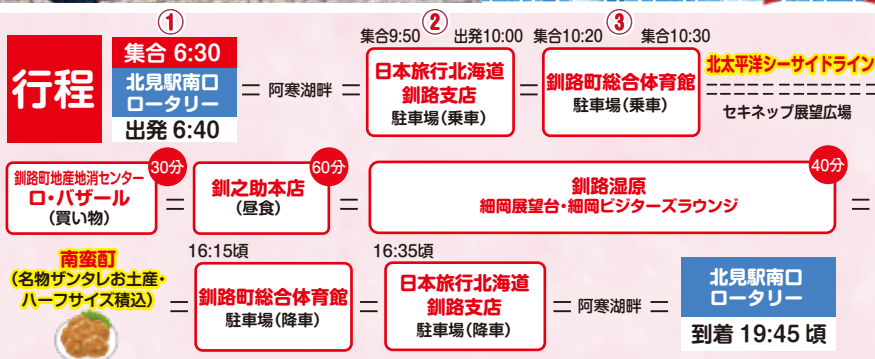 行程
①
集合 6:30
北見駅南口
ロータリー
出発 6:40
阿寒湖畔
②
集合9:50 出発10:00
日本旅行北海道
釧路支店
駐車場(乗車)
③
集合10:20 集合10:30
釧路町総合体育館
駐車場(乗車)
北太平洋シーサイドライン
セキネップ展望広場
30分
釧路町地産地消センター
ロ・バザール
(買い物)
60分
釧之助本店
(昼食)
40分
釧路湿原
細岡展望台・細岡ビジターズラウンジ
南蛮酊
(名物ザンタレお土産・
ハーフサイズ積込)
16:15頃
釧路町総合体育館
駐車場(降車)
16:35頃
日本旅行北海道
釧路支店
駐車場(降車)
阿寒湖畔
北見駅南口
ロータリー
到着 19:45 頃